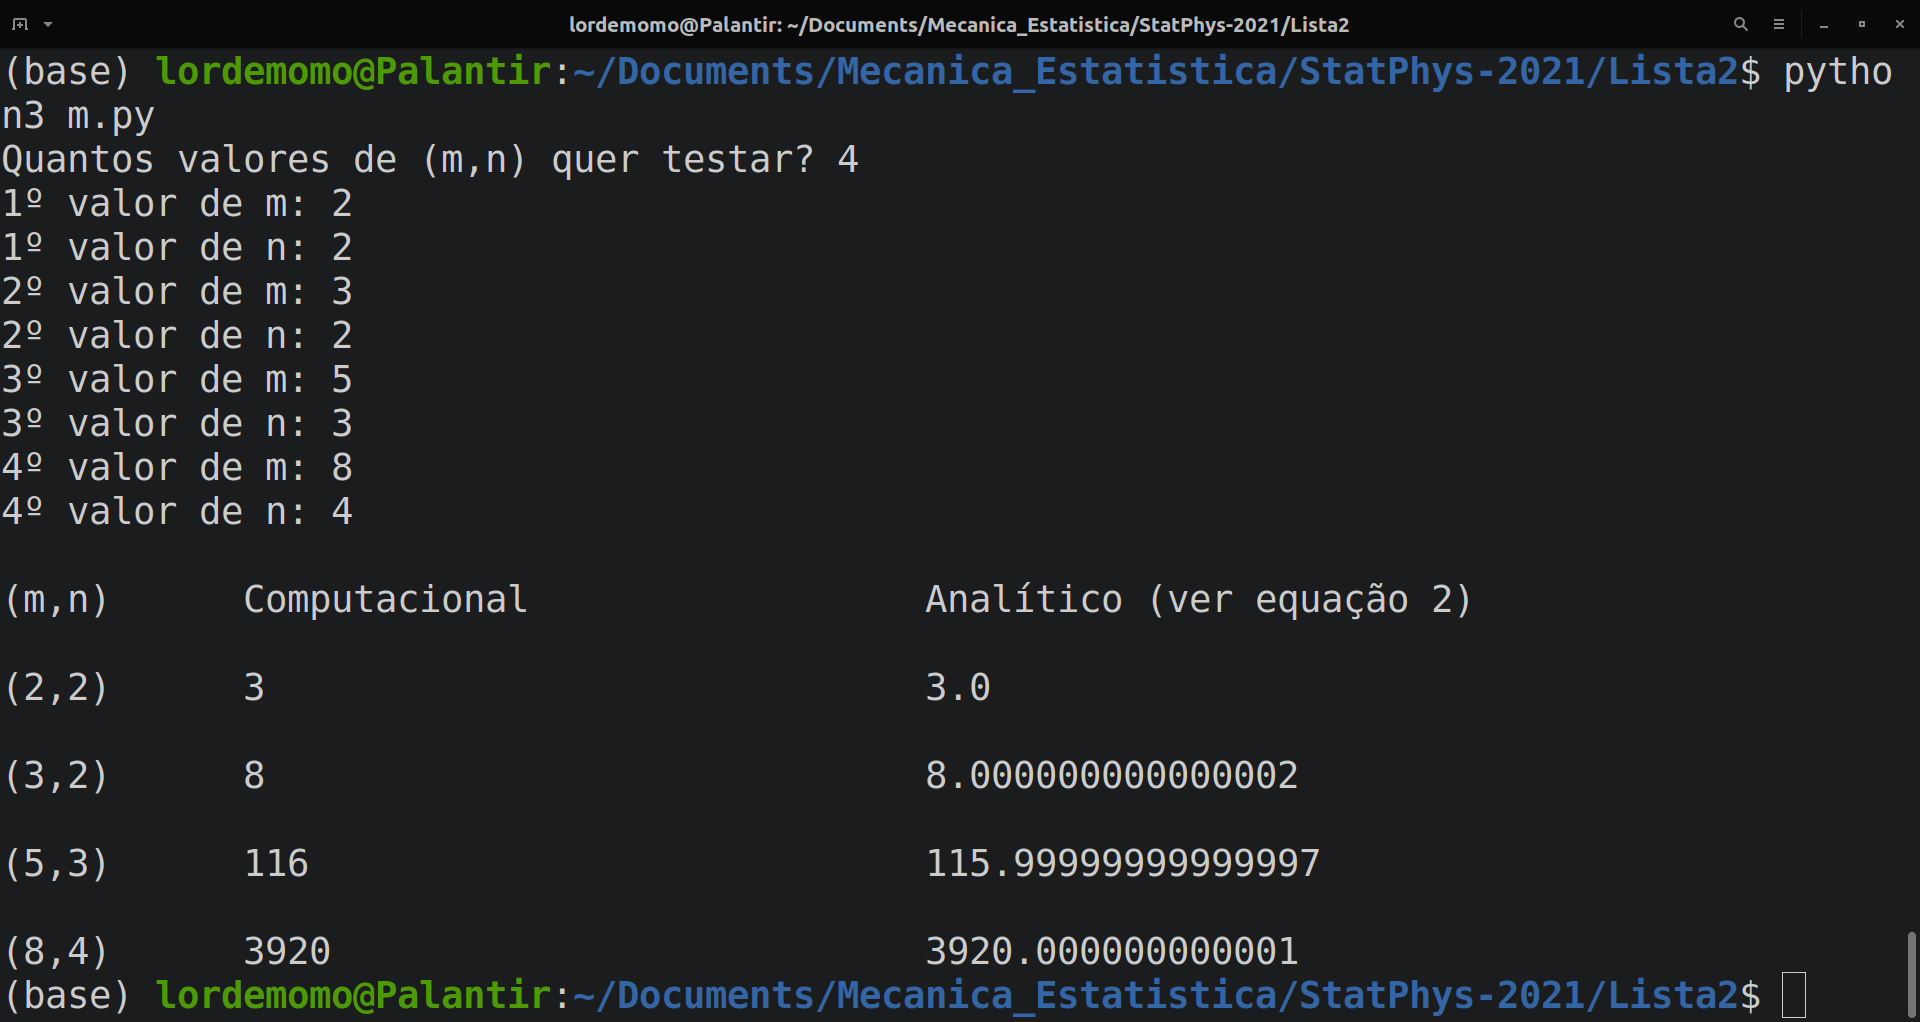 lordemomo@Palantir: ~/Documents/Mecanica_Estatistica/StatPhys-2021/Lista2
(base) lordemomo@Palantir:~/Documents/Mecanica_Estatistica/StatPhys-2021/Lista2$ pytho
n3 m.py
Quantos valores de (m,n) quer testar? 4
1º valor de m: 2
1º valor de n: 2
2º valor de m: 3
2º valor de n: 2
3º valor de m: 5
3º valor de n: 3
4º valor de m: 8
4º valor de n: 4
(m,n) Computacional Analítico (ver equação 2)
(2,2) 3 3.0
(3,2) 8 8.000000000000002
(5,3) 116 115.99999999999997
(8,4) 3920 3920.000000000001
(base) lordemomo@Palantir:~/Documents/Mecanica_Estatistica/StatPhys-2021/Lista2$